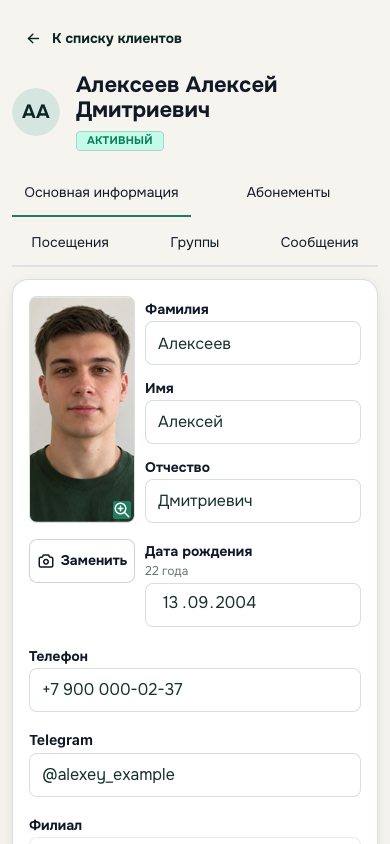 ← К списку клиентов
АА
Алексеев Алексей
Дмитриевич
АКТИВНЫЙ
Основная информация
Абонементы
Посещения
Группы
Сообщения
Фамилия
Алексеев
Имя
Алексей
Отчество
Дмитриевич
Заменить
Дата рождения
22 года
13 .09.2004
Телефон
+7 900 000-02-37
Telegram
@alexey_example
Филиал